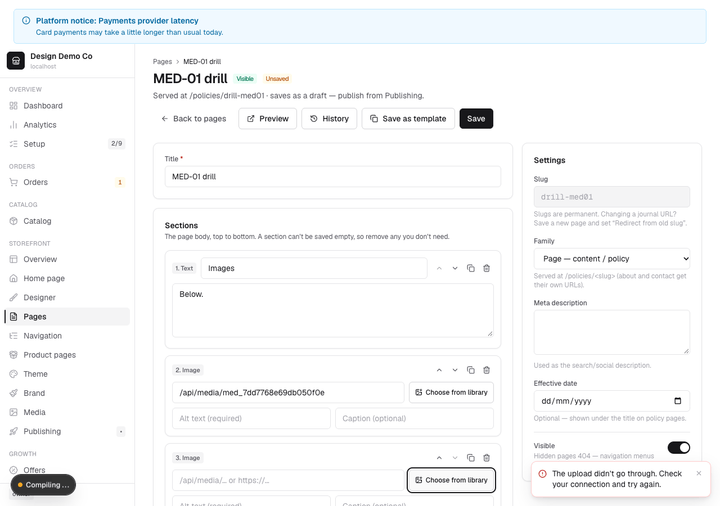 Platform notice: Payments provider latency
Card payments may take a little longer than usual today.
Design Demo Co
localhost
OVERVIEW
Dashboard
Analytics
Setup 2/9
ORDERS
Orders 1
CATALOG
Catalog
STOREFRONT
Overview
Home page
Designer
Pages
Navigation
Product pages
Theme
Brand
Media
Publishing
GROWTH
Offers
Compiling ...
Pages > MED-01 drill
MED-01 drill Visible Unsaved
Served at /policies/drill-med01 · saves as a draft — publish from Publishing.
Back to pages Preview History Save as template Save
Title *
MED-01 drill
Sections
The page body, top to bottom. A section can't be saved empty, so remove any you don't need.
1. Text Images
Below.
2. Image
/api/media/med_7dd7768e69db050f0e Choose from library
Alt text (required) Caption (optional)
3. Image
/api/media/… or https://… Choose from library
Alt text (required) Caption (optional)
Settings
Slug
drill-med01
Slugs are permanent. Changing a journal URL?
Save a new page and set "Redirect from old slug".
Family
Page — content / policy
Served at /policies/<slug> (about and contact get
their own URLs).
Meta description
Used as the search/social description.
Effective date
dd/mm/yyyy
Optional — shown under the title on policy pages.
Visible
Hidden pages 404 — navigation menus
The upload didn't go through. Check
your connection and try again.